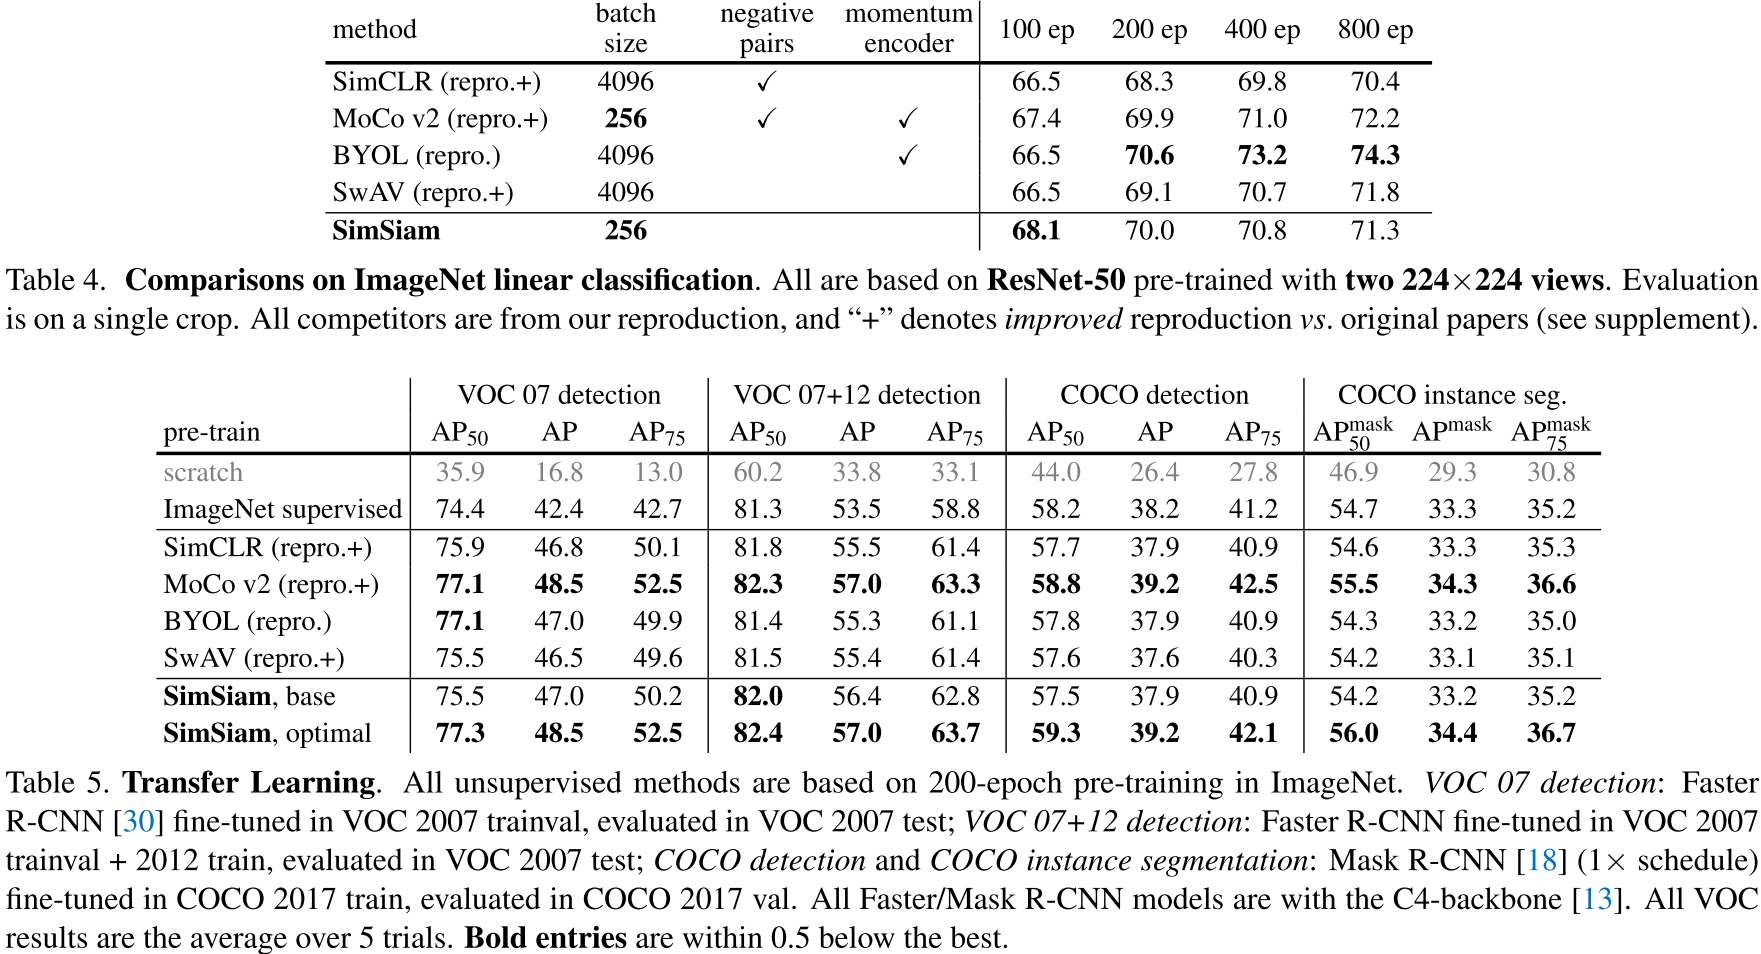 method batch size negative pairs momentum encoder 100 ep 200 ep 400 ep 800 ep
SimCLR (repro.+) 4096 ✓ 66.5 68.3 69.8 70.4
MoCo v2 (repro.+) 256 ✓ ✓ 67.4 69.9 71.0 72.2
BYOL (repro.) 4096 ✓ 66.5 70.6 73.2 74.3
SwAV (repro.+) 4096 66.5 69.1 70.7 71.8
SimSiam 256 68.1 70.0 70.8 71.3
Table 4. Comparisons on ImageNet linear classification. All are based on ResNet-50 pre-trained with two 224×224 views. Evaluation
is on a single crop. All competitors are from our reproduction, and “+” denotes improved reproduction vs. original papers (see supplement).
VOC 07 detection VOC 07+12 detection COCO detection COCO instance seg.
pre-train AP50 AP AP75 AP50 AP AP75 AP50 AP AP75 AP50mask APmask AP75mask
scratch 35.9 16.8 13.0 60.2 33.8 33.1 44.0 26.4 27.8 46.9 29.3 30.8
ImageNet supervised 74.4 42.4 42.7 81.3 53.5 58.8 58.2 38.2 41.2 54.7 33.3 35.2
SimCLR (repro.+) 75.9 46.8 50.1 81.8 55.5 61.4 57.7 37.9 40.9 54.6 33.3 35.3
MoCo v2 (repro.+) 77.1 48.5 52.5 82.3 57.0 63.3 58.8 39.2 42.5 55.5 34.3 36.6
BYOL (repro.) 77.1 47.0 49.9 81.4 55.3 61.1 57.8 37.9 40.9 54.3 33.2 35.0
SwAV (repro.+) 75.5 46.5 49.6 81.5 55.4 61.4 57.6 37.6 40.3 54.2 33.1 35.1
SimSiam, base 75.5 47.0 50.2 82.0 56.4 62.8 57.5 37.9 40.9 54.2 33.2 35.2
SimSiam, optimal 77.3 48.5 52.5 82.4 57.0 63.7 59.3 39.2 42.1 56.0 34.4 36.7
Table 5. Transfer Learning. All unsupervised methods are based on 200-epoch pre-training in ImageNet. VOC 07 detection: Faster
R-CNN [30] fine-tuned in VOC 2007 trainval, evaluated in VOC 2007 test; VOC 07+12 detection: Faster R-CNN fine-tuned in VOC 2007
trainval + 2012 train, evaluated in VOC 2007 test; COCO detection and COCO instance segmentation: Mask R-CNN [18] (1× schedule)
fine-tuned in COCO 2017 train, evaluated in COCO 2017 val. All Faster/Mask R-CNN models are with the C4-backbone [13]. All VOC
results are the average over 5 trials. Bold entries are within 0.5 below the best.